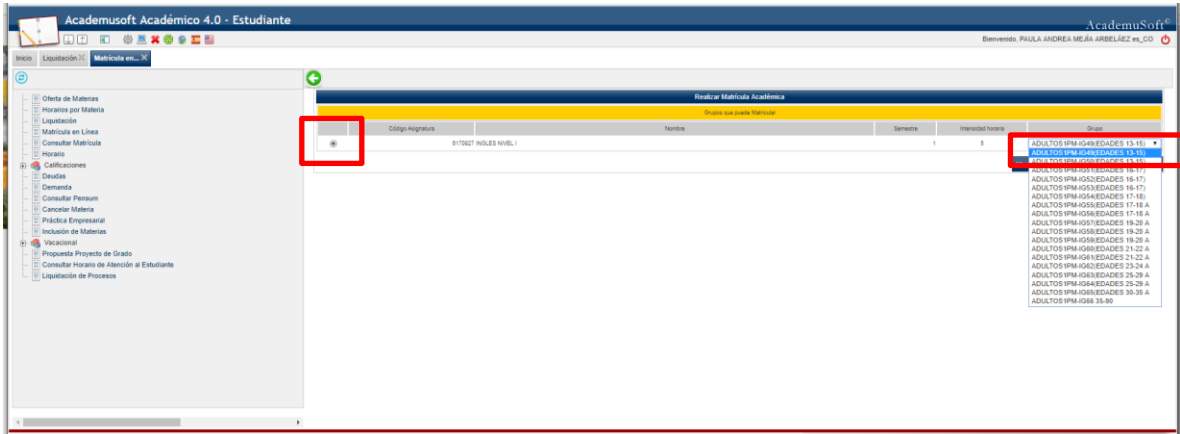 Academusoft Académico 4.0 - Estudiante
AcademuSoft©
Bienvenido, PAULA ANDREA MEJÍA ARBELÁEZ es_CO
Inicio
Liquidación
Matrícula en...
Oferta de Materias
Horarios por Materia
Liquidación
Matrícula en Línea
Consultar Matrícula
Horario
Calificaciones
Deudas
Demanda
Consultar Pensum
Cancelar Materia
Práctica Empresarial
Inclusión de Materias
Vacacional
Propuesta Proyecto de Grado
Consultar Horario de Atención al Estudiante
Liquidación de Procesos
Realizar Matrícula Académica
Grupos que puede Matricular
Código Asignatura Nombre Semestre Intensidad horaria Grupo
6170927 INGLES NIVEL I 1 5 ADULTOS1PM-IG49(EDADES 13-15)
ADULTOS1PM-IG49(EDADES 13-15)
ADULTOS1PM-IG50(EDADES 13-15)
ADULTOS1PM-IG51(EDADES 16-17)
ADULTOS1PM-IG52(EDADES 16-17)
ADULTOS1PM-IG53(EDADES 16-17)
ADULTOS1PM-IG54(EDADES 17-18)
ADULTOS1PM-IG55(EDADES 17-18 A
ADULTOS1PM-IG56(EDADES 17-18 A
ADULTOS1PM-IG57(EDADES 19-20 A
ADULTOS1PM-IG58(EDADES 19-20 A
ADULTOS1PM-IG59(EDADES 19-20 A
ADULTOS1PM-IG60(EDADES 21-22 A
ADULTOS1PM-IG61(EDADES 21-22 A
ADULTOS1PM-IG62(EDADES 23-24 A
ADULTOS1PM-IG63(EDADES 25-29 A
ADULTOS1PM-IG64(EDADES 25-29 A
ADULTOS1PM-IG65(EDADES 30-35 A
ADULTOS1PM-IG66 35-90